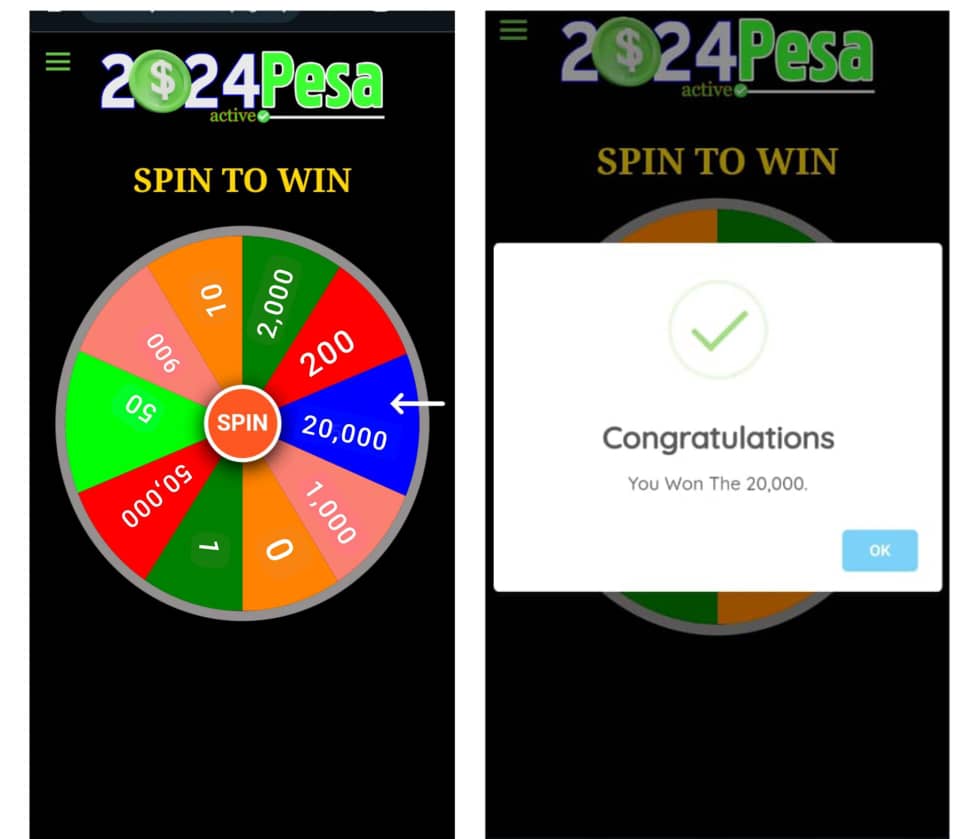 2$24Pesa
active
SPIN TO WIN
10
2,000
200
900
50
SPIN
20,000
50,000
1,000
1
0
2$24Pesa
active
SPIN TO WIN
Congratulations
You Won The 20,000.
OK